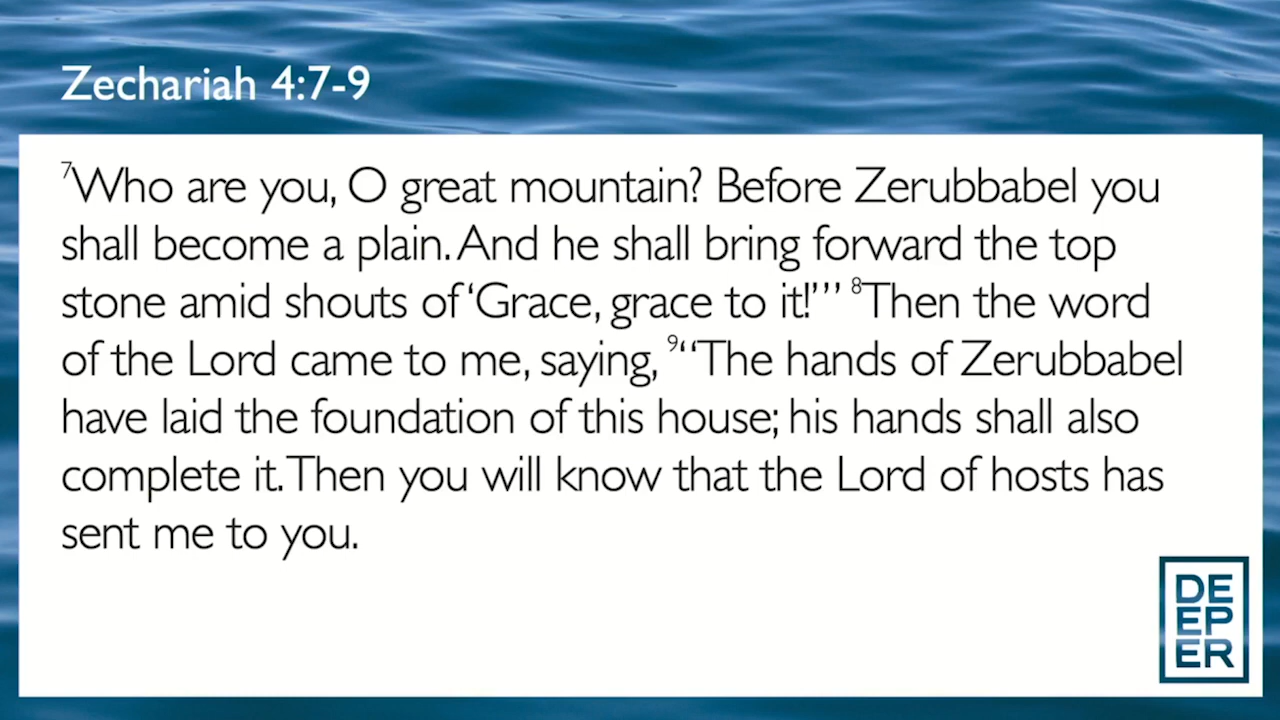 Zechariah 4:7-9
⁷Who are you, O great mountain? Before Zerubbabel you
shall become a plain. And he shall bring forward the top
stone amid shouts of ‘Grace, grace to it!’” ⁸Then the word
of the Lord came to me, saying, ⁹“The hands of Zerubbabel
have laid the foundation of this house; his hands shall also
complete it. Then you will know that the Lord of hosts has
sent me to you.
DE
EP
ER